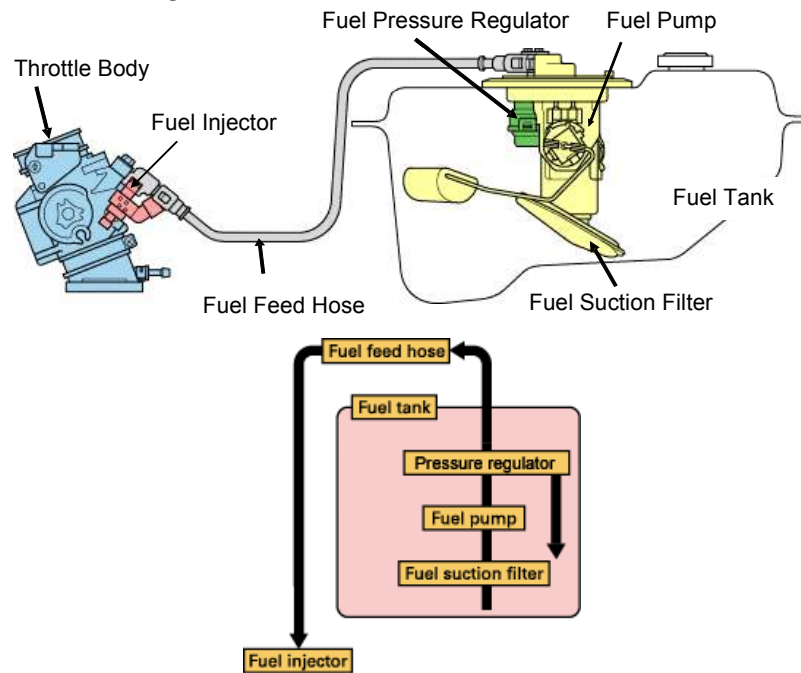 Fuel Pressure Regulator
Fuel Pump
Throttle Body
Fuel Injector
Fuel Tank
Fuel Feed Hose
Fuel Suction Filter
Fuel feed hose
Fuel tank
Pressure regulator
Fuel pump
Fuel suction filter
Fuel injector